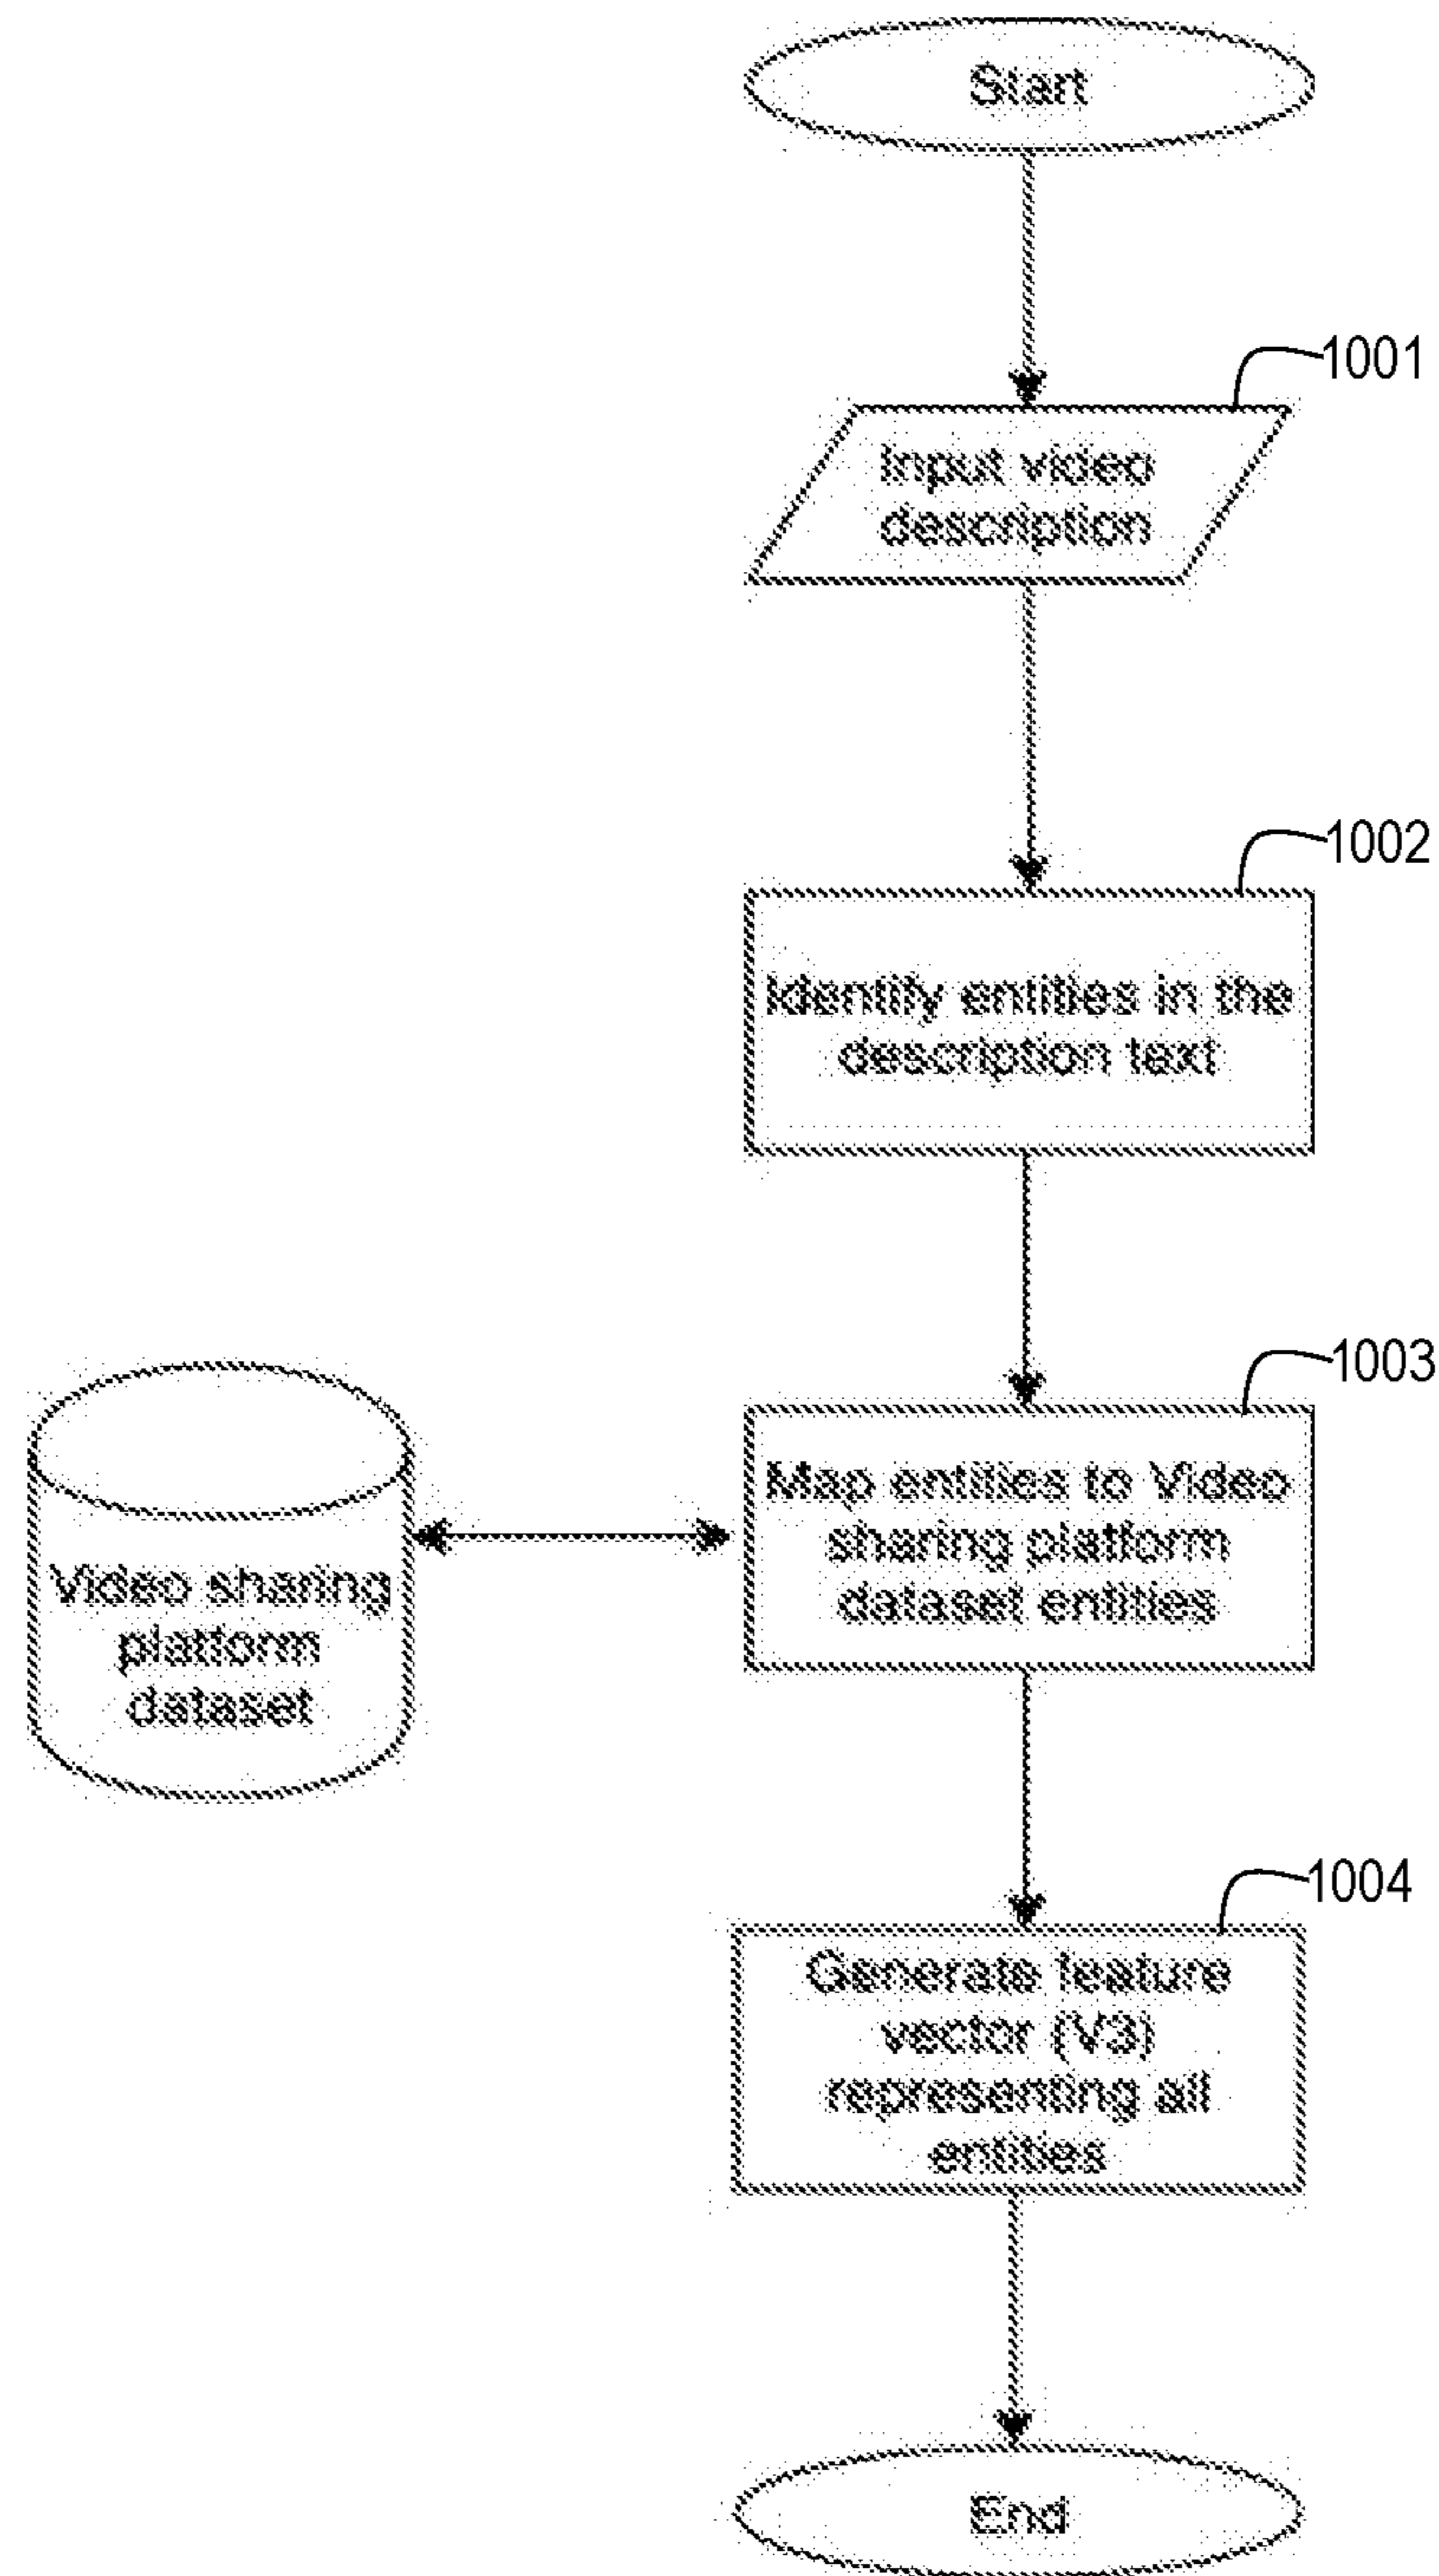 Start
1001
Input video
description
1002
Identify entities in the
description text
1003
Map entities to Video
sharing platform
dataset entities
Video sharing
platform
dataset
1004
Generate feature
vector (V3)
representing all
entities
End